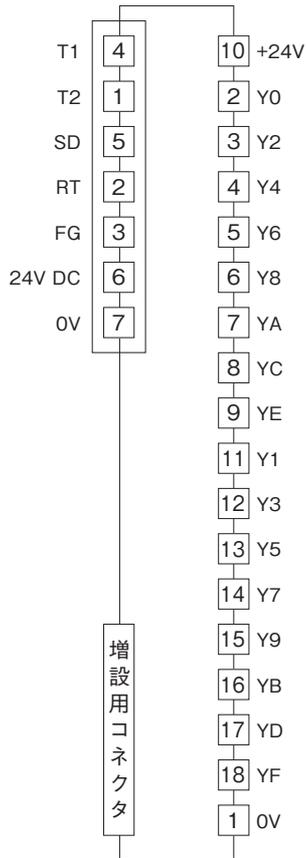 T1 4
T2 1
SD 5
RT 2
FG 3
24V DC 6
0V 7
増設用コネクタ
10 +24V
2 Y0
3 Y2
4 Y4
5 Y6
6 Y8
7 YA
8 YC
9 YE
11 Y1
12 Y3
13 Y5
14 Y7
15 Y9
16 YB
17 YD
18 YF
1 0V